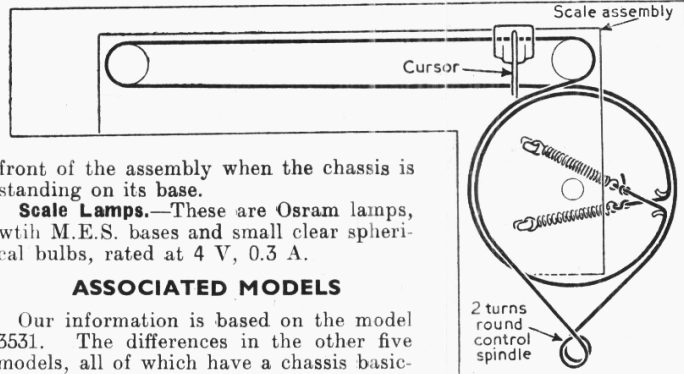 Scale assembly
Cursor
front of the assembly when the chassis is
standing on its base.
Scale Lamps.—These are Osram lamps,
wtih M.E.S. bases and small clear spheri-
cal bulbs, rated at 4 V, 0.3 A.
ASSOCIATED MODELS
Our information is based on the model
3531. The differences in the other five
models, all of which have a chassis basic-
2 turns
round
control
spindle